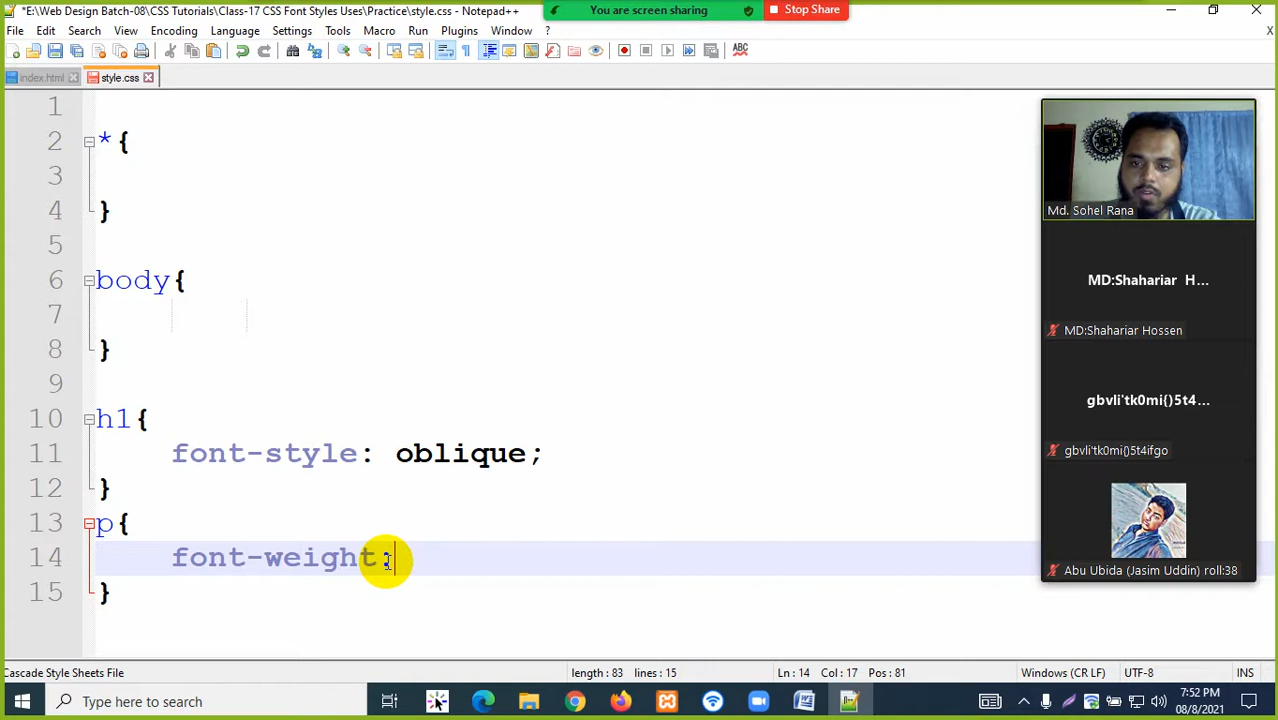 *E:\Web Design Batch-08\CSS Tutorials\Class-17 CSS Font Styles Uses\Practice\style.css - Notepad++
You are screen sharing
Stop Share
File Edit Search View Encoding Language Settings Tools Macro Run Plugins Window ?
X
ABC
index.html
style.css
1
2 *{
3
4 }
5
6 body{
7
8 }
9
10 h1{
11 font-style: oblique;
12 }
13 p{
14 font-weight:
15 }
Md. Sohel Rana
MD:Shahariar H...
MD:Shahariar Hossen
gbvli'tk0mi{)5t4...
gbvli'tk0mi{)5t4ifgo
Abu Ubida (Jasim Uddin) roll:38
Cascade Style Sheets File
length : 83 lines : 15
Ln : 14 Col : 17 Pos : 81
Windows (CR LF)
UTF-8
INS
Type here to search
7:52 PM
08/8/2021